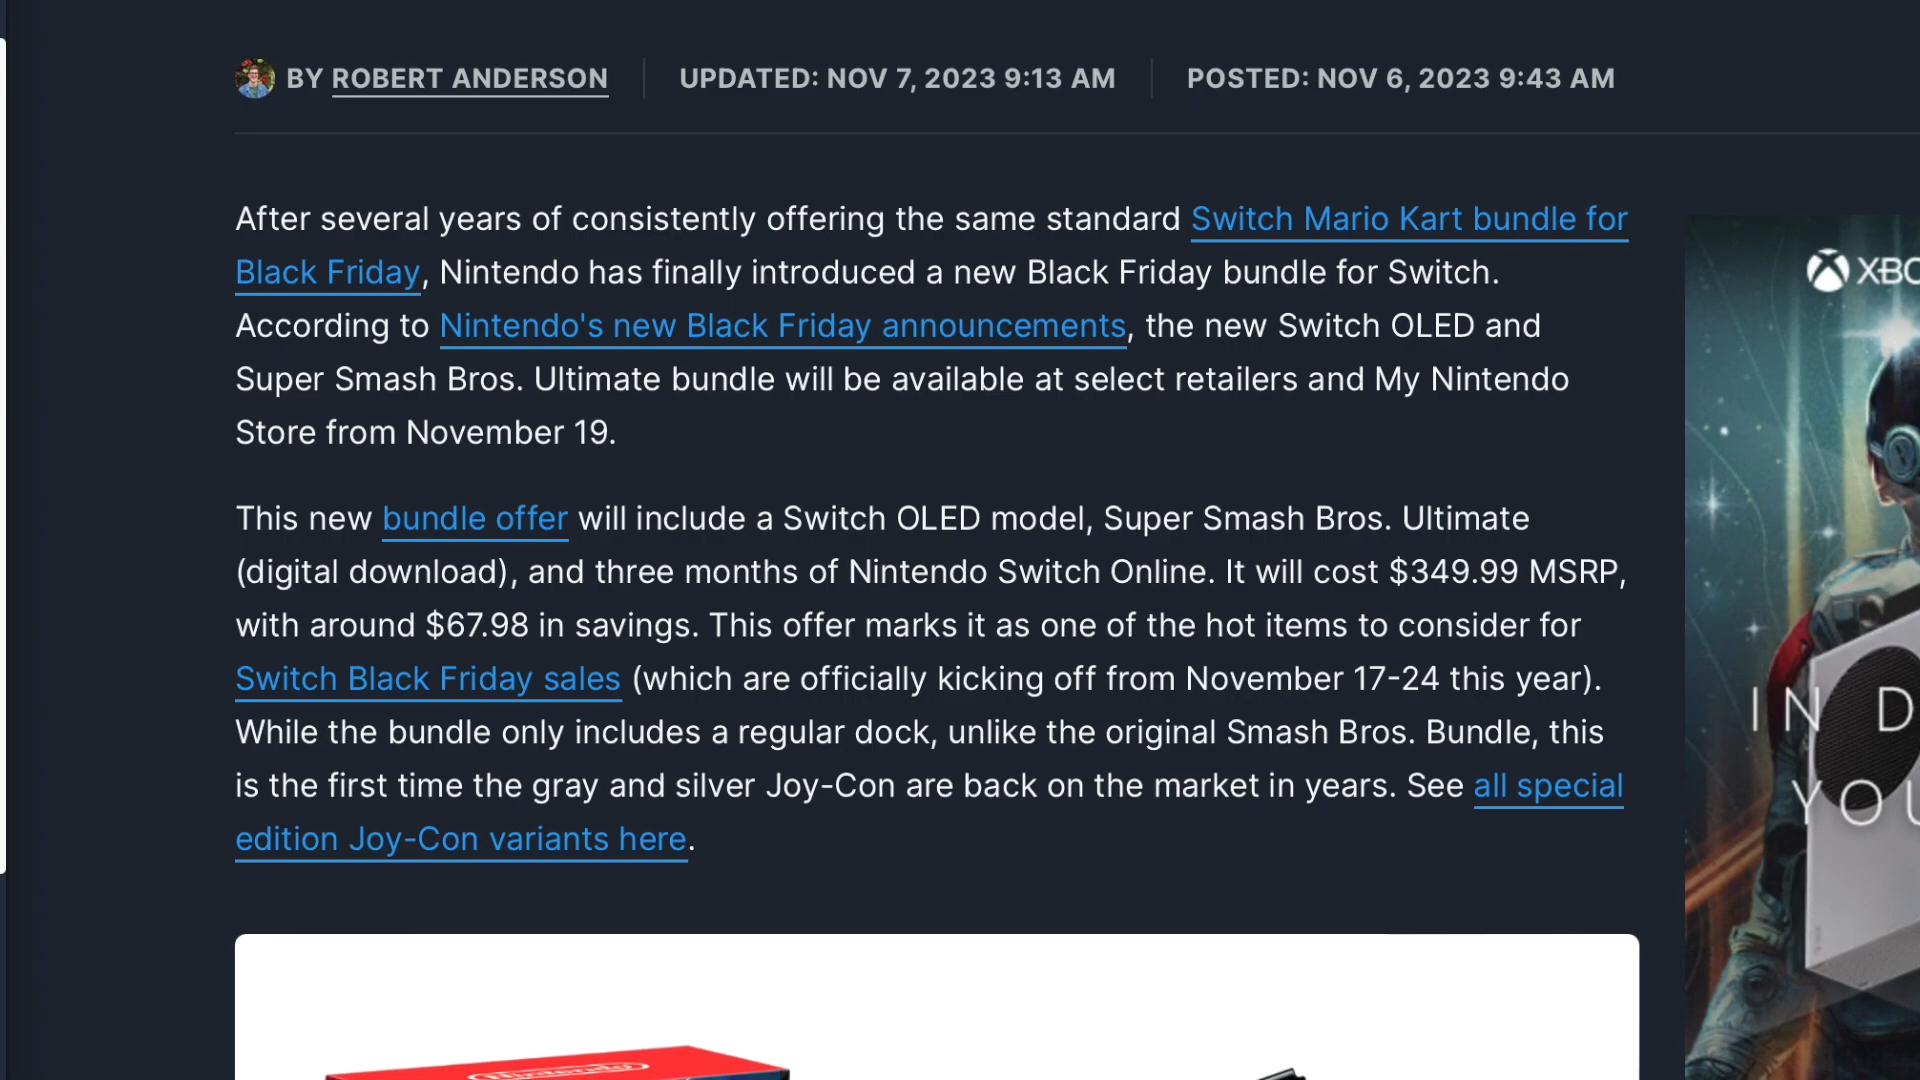 BY ROBERT ANDERSON
UPDATED: NOV 7, 2023 9:13 AM
POSTED: NOV 6, 2023 9:43 AM
After several years of consistently offering the same standard Switch Mario Kart bundle for
Black Friday, Nintendo has finally introduced a new Black Friday bundle for Switch.
According to Nintendo's new Black Friday announcements, the new Switch OLED and
Super Smash Bros. Ultimate bundle will be available at select retailers and My Nintendo
Store from November 19.
This new bundle offer will include a Switch OLED model, Super Smash Bros. Ultimate
(digital download), and three months of Nintendo Switch Online. It will cost $349.99 MSRP,
with around $67.98 in savings. This offer marks it as one of the hot items to consider for
Switch Black Friday sales (which are officially kicking off from November 17-24 this year).
While the bundle only includes a regular dock, unlike the original Smash Bros. Bundle, this
is the first time the gray and silver Joy-Con are back on the market in years. See all special
edition Joy-Con variants here.
Nintendo
XBO
IN D
YOU